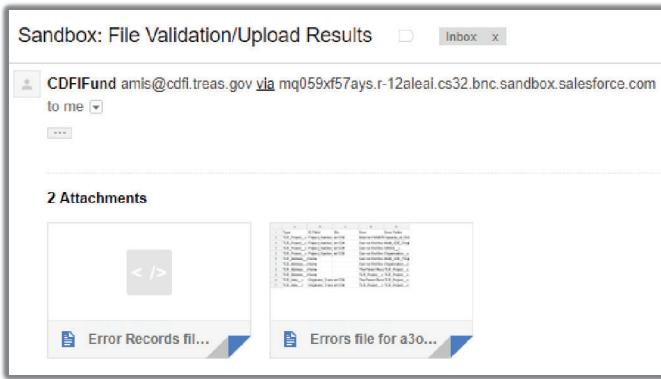 Sandbox: File Validation/Upload Results
Inbox x
CDFIFund amis@cdfi.treas.gov via mq059xf57ays.r-12aleai.cs32.bnc.sandbox.salesforce.com
to me
...
2 Attachments
</>
Error Records fil...
Errors file for a3o...